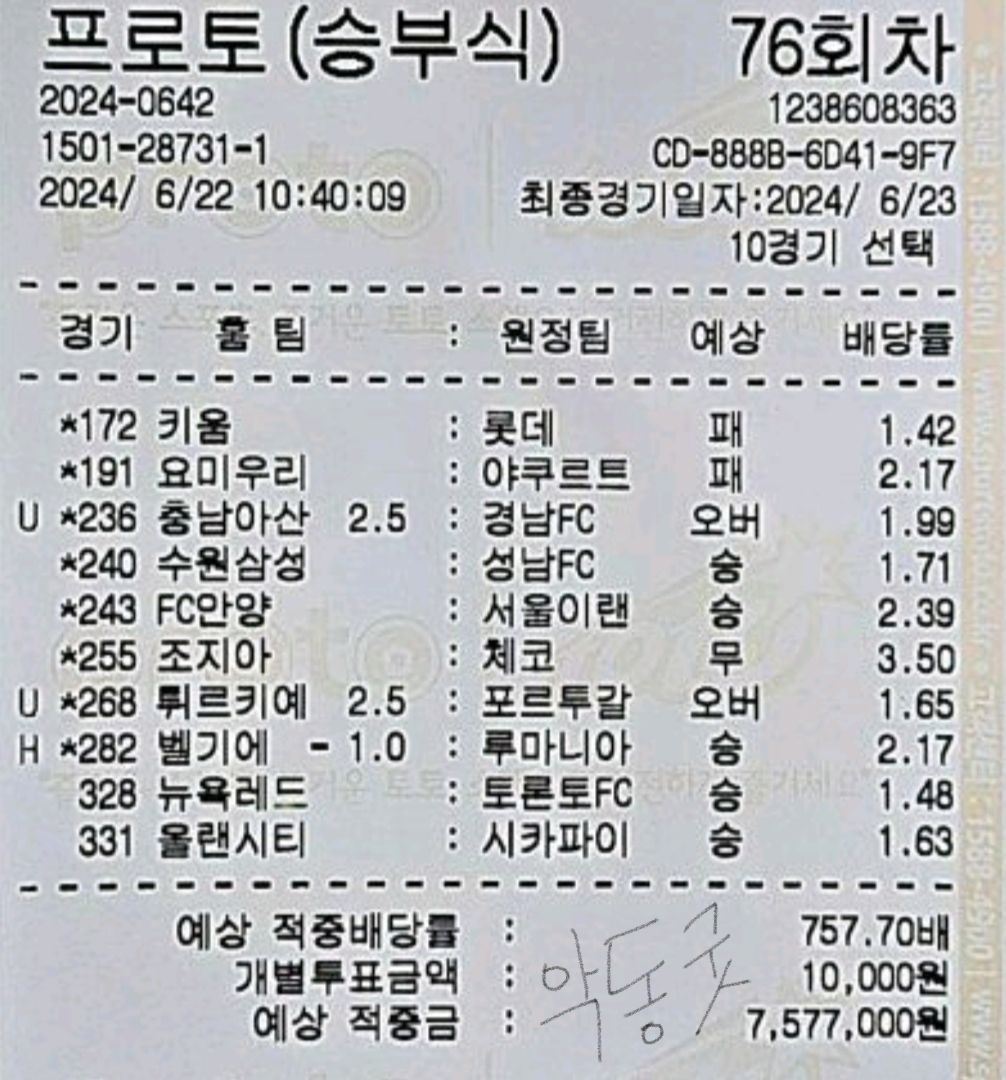 프로토(승부식) 76회차
2024-0642 1238608363
1501-28731-1 CD-888B-6D41-9F7
2024/ 6/22 10:40:09 최종경기일자:2024/ 6/23
10경기 선택
경기 홈 팀 : 원정팀 예상 배당률
*172 키움 : 롯데 패 1.42
*191 요미우리 : 야쿠르트 패 2.17
U *236 충남아산 2.5 : 경남FC 오버 1.99
*240 수원삼성 : 성남FC 승 1.71
*243 FC안양 : 서울이랜 승 2.39
*255 조지아 : 체코 무 3.50
U *268 튀르키예 2.5 : 포르투갈 오버 1.65
H *282 벨기에 - 1.0 : 루마니아 승 2.17
328 뉴욕레드 : 토론토FC 승 1.48
331 올랜시티 : 시카파이 승 1.63
예상 적중배당률 : 757.70배
개별투표금액 : 10,000원
예상 적중금 : 7,577,000원